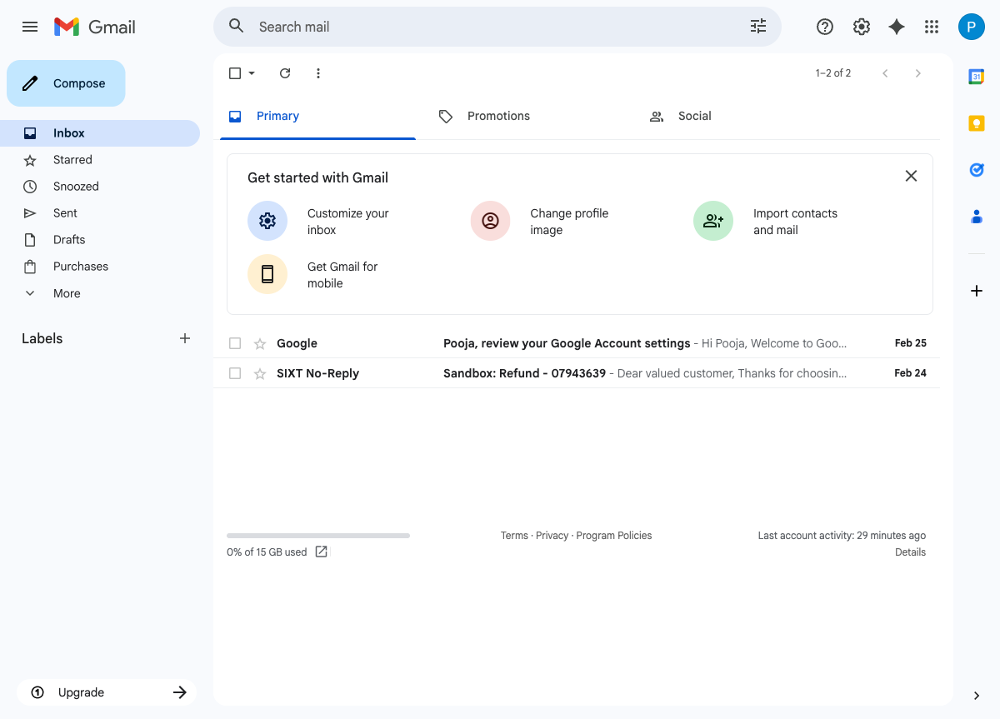 Gmail
Search mail
P
Compose
1–2 of 2
31
Primary
Promotions
Social
Inbox
Starred
Snoozed
Sent
Drafts
Purchases
More
Labels
Get started with Gmail
Customize your
inbox
Change profile
image
Import contacts
and mail
Get Gmail for
mobile
Google Pooja, review your Google Account settings - Hi Pooja, Welcome to Goo… Feb 25
SIXT No-Reply Sandbox: Refund - 07943639 - Dear valued customer, Thanks for choosin… Feb 24
0% of 15 GB used
Terms · Privacy · Program Policies
Last account activity: 29 minutes ago
Details
1 Upgrade